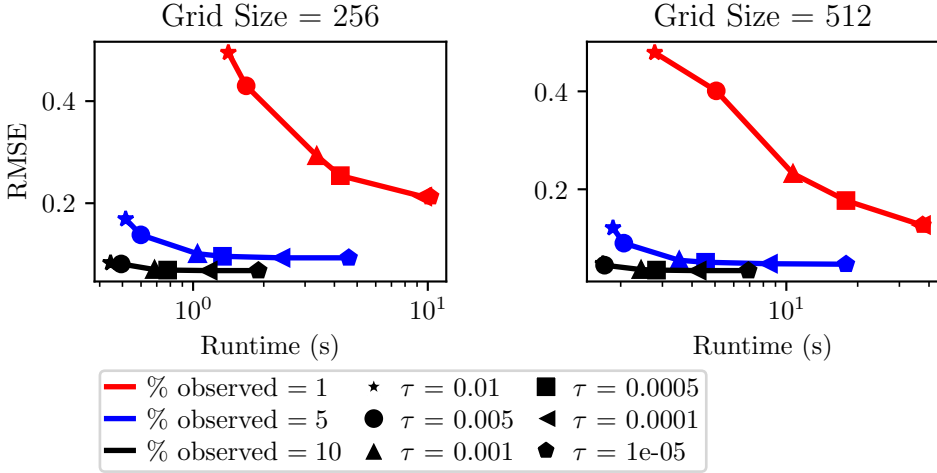 Grid Size = 256
Grid Size = 512
RMSE
0.4
0.2
0.4
0.2
10⁰
10¹
10¹
Runtime (s)
Runtime (s)
% observed = 1
τ = 0.01
τ = 0.0005
% observed = 5
τ = 0.005
τ = 0.0001
% observed = 10
τ = 0.001
τ = 1e-05